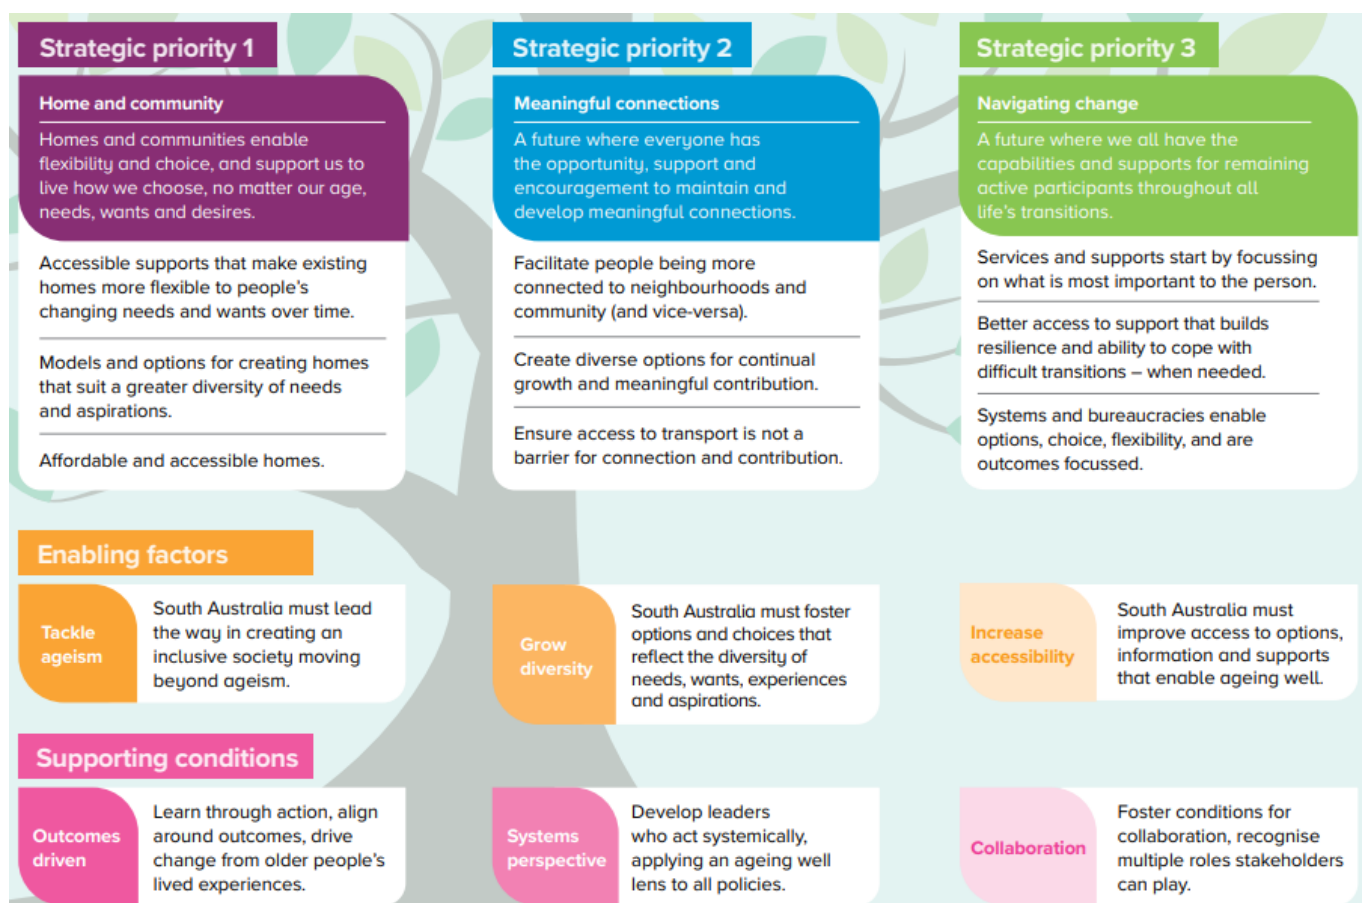 Strategic priority 1
Home and community
Homes and communities enable
flexibility and choice, and support us to
live how we choose, no matter our age,
needs, wants and desires.
Accessible supports that make existing
homes more flexible to people's
changing needs and wants over time.
Models and options for creating homes
that suit a greater diversity of needs
and aspirations.
Affordable and accessible homes.
Strategic priority 2
Meaningful connections
A future where everyone has
the opportunity, support and
encouragement to maintain and
develop meaningful connections.
Facilitate people being more
connected to neighbourhoods and
community (and vice-versa).
Create diverse options for continual
growth and meaningful contribution.
Ensure access to transport is not a
barrier for connection and contribution.
Strategic priority 3
Navigating change
A future where we all have the
capabilities and supports for remaining
active participants throughout all
life's transitions.
Services and supports start by focussing
on what is most important to the person.
Better access to support that builds
resilience and ability to cope with
difficult transitions – when needed.
Systems and bureaucracies enable
options, choice, flexibility, and are
outcomes focussed.
Enabling factors
Tackle
ageism
South Australia must lead
the way in creating an
inclusive society moving
beyond ageism.
Grow
diversity
South Australia must foster
options and choices that
reflect the diversity of
needs, wants, experiences
and aspirations.
Increase
accessibility
South Australia must
improve access to options,
information and supports
that enable ageing well.
Supporting conditions
Outcomes
driven
Learn through action, align
around outcomes, drive
change from older people's
lived experiences.
Systems
perspective
Develop leaders
who act systemically,
applying an ageing well
lens to all policies.
Collaboration
Foster conditions for
collaboration, recognise
multiple roles stakeholders
can play.